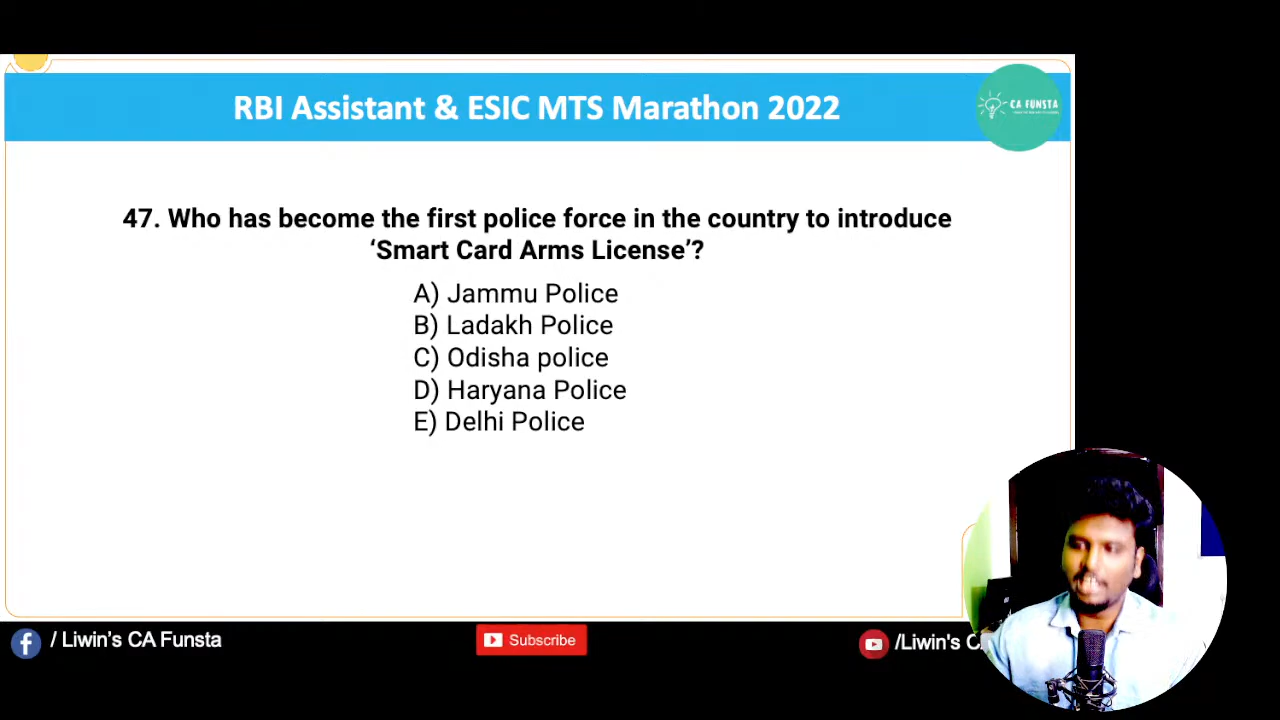 RBI Assistant & ESIC MTS Marathon 2022
CA FUNSTA
47. Who has become the first police force in the country to introduce
‘Smart Card Arms License’?
A) Jammu Police
B) Ladakh Police
C) Odisha police
D) Haryana Police
E) Delhi Police
/ Liwin's CA Funsta
Subscribe
/Liwin's